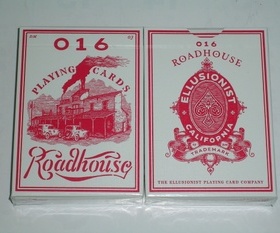 016
PLAYING CARDS
Roadhouse
016
ROADHOUSE
ELLUSIONIST
CALIFORNIA
TRADEMARK
THE ELLUSIONIST PLAYING CARD COMPANY